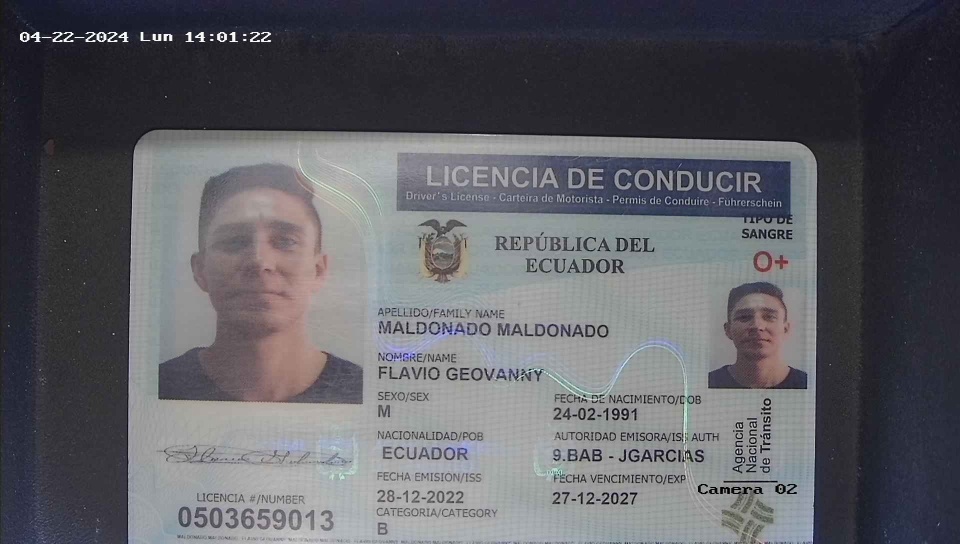 04-22-2024 Lun 14:01:22
LICENCIA DE CONDUCIR
Driver's License - Carteira de Motorista - Permis de Conduire - Fuhrerschein
TIPO DE
SANGRE
REPÚBLICA DEL
ECUADOR
O+
APELLIDO/FAMILY NAME
MALDONADO MALDONADO
NOMBRE/NAME
FLAVIO GEOVANNY
SEXO/SEX
M
FECHA DE NACIMIENTO/DOB
24-02-1991
NACIONALIDAD/POB
ECUADOR
AUTORIDAD EMISORA/ISS AUTH
9.BAB - JGARCIAS
FECHA EMISIÓN/ISS
28-12-2022
FECHA VENCIMIENTO/EXP
27-12-2027
CATEGORIA/CATEGORY
B
LICENCIA #/NUMBER
0503659013
Agencia
Nacional
de Tránsito
Camera 02